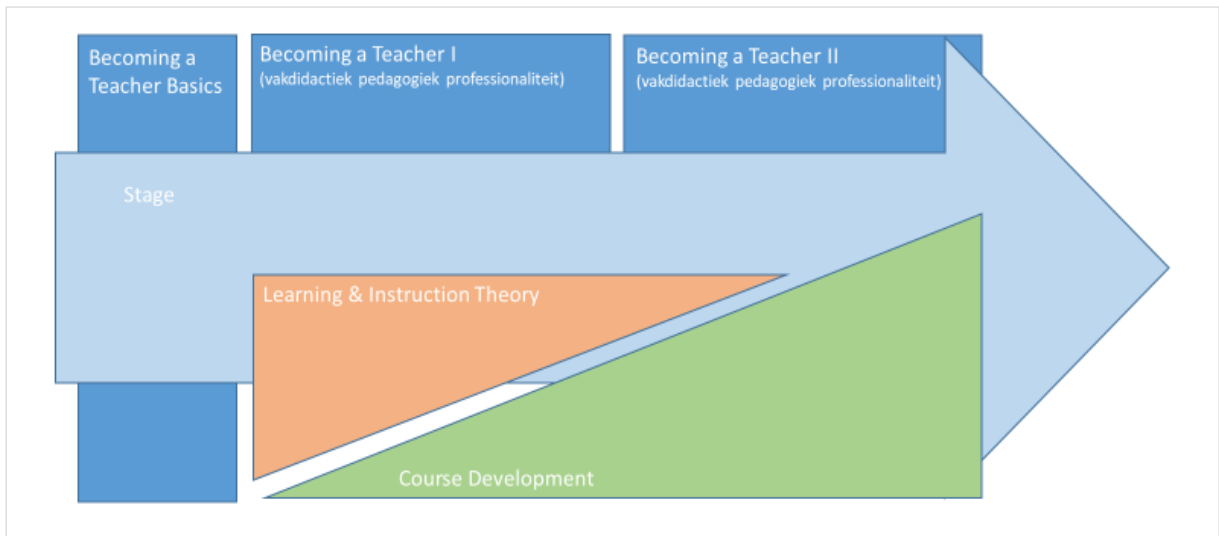 Becoming a
Teacher Basics
Becoming a Teacher I
(vakdidactiek pedagogiek professionaliteit)
Becoming a Teacher II
(vakdidactiek pedagogiek professionaliteit)
Stage
Learning & Instruction Theory
Course Development